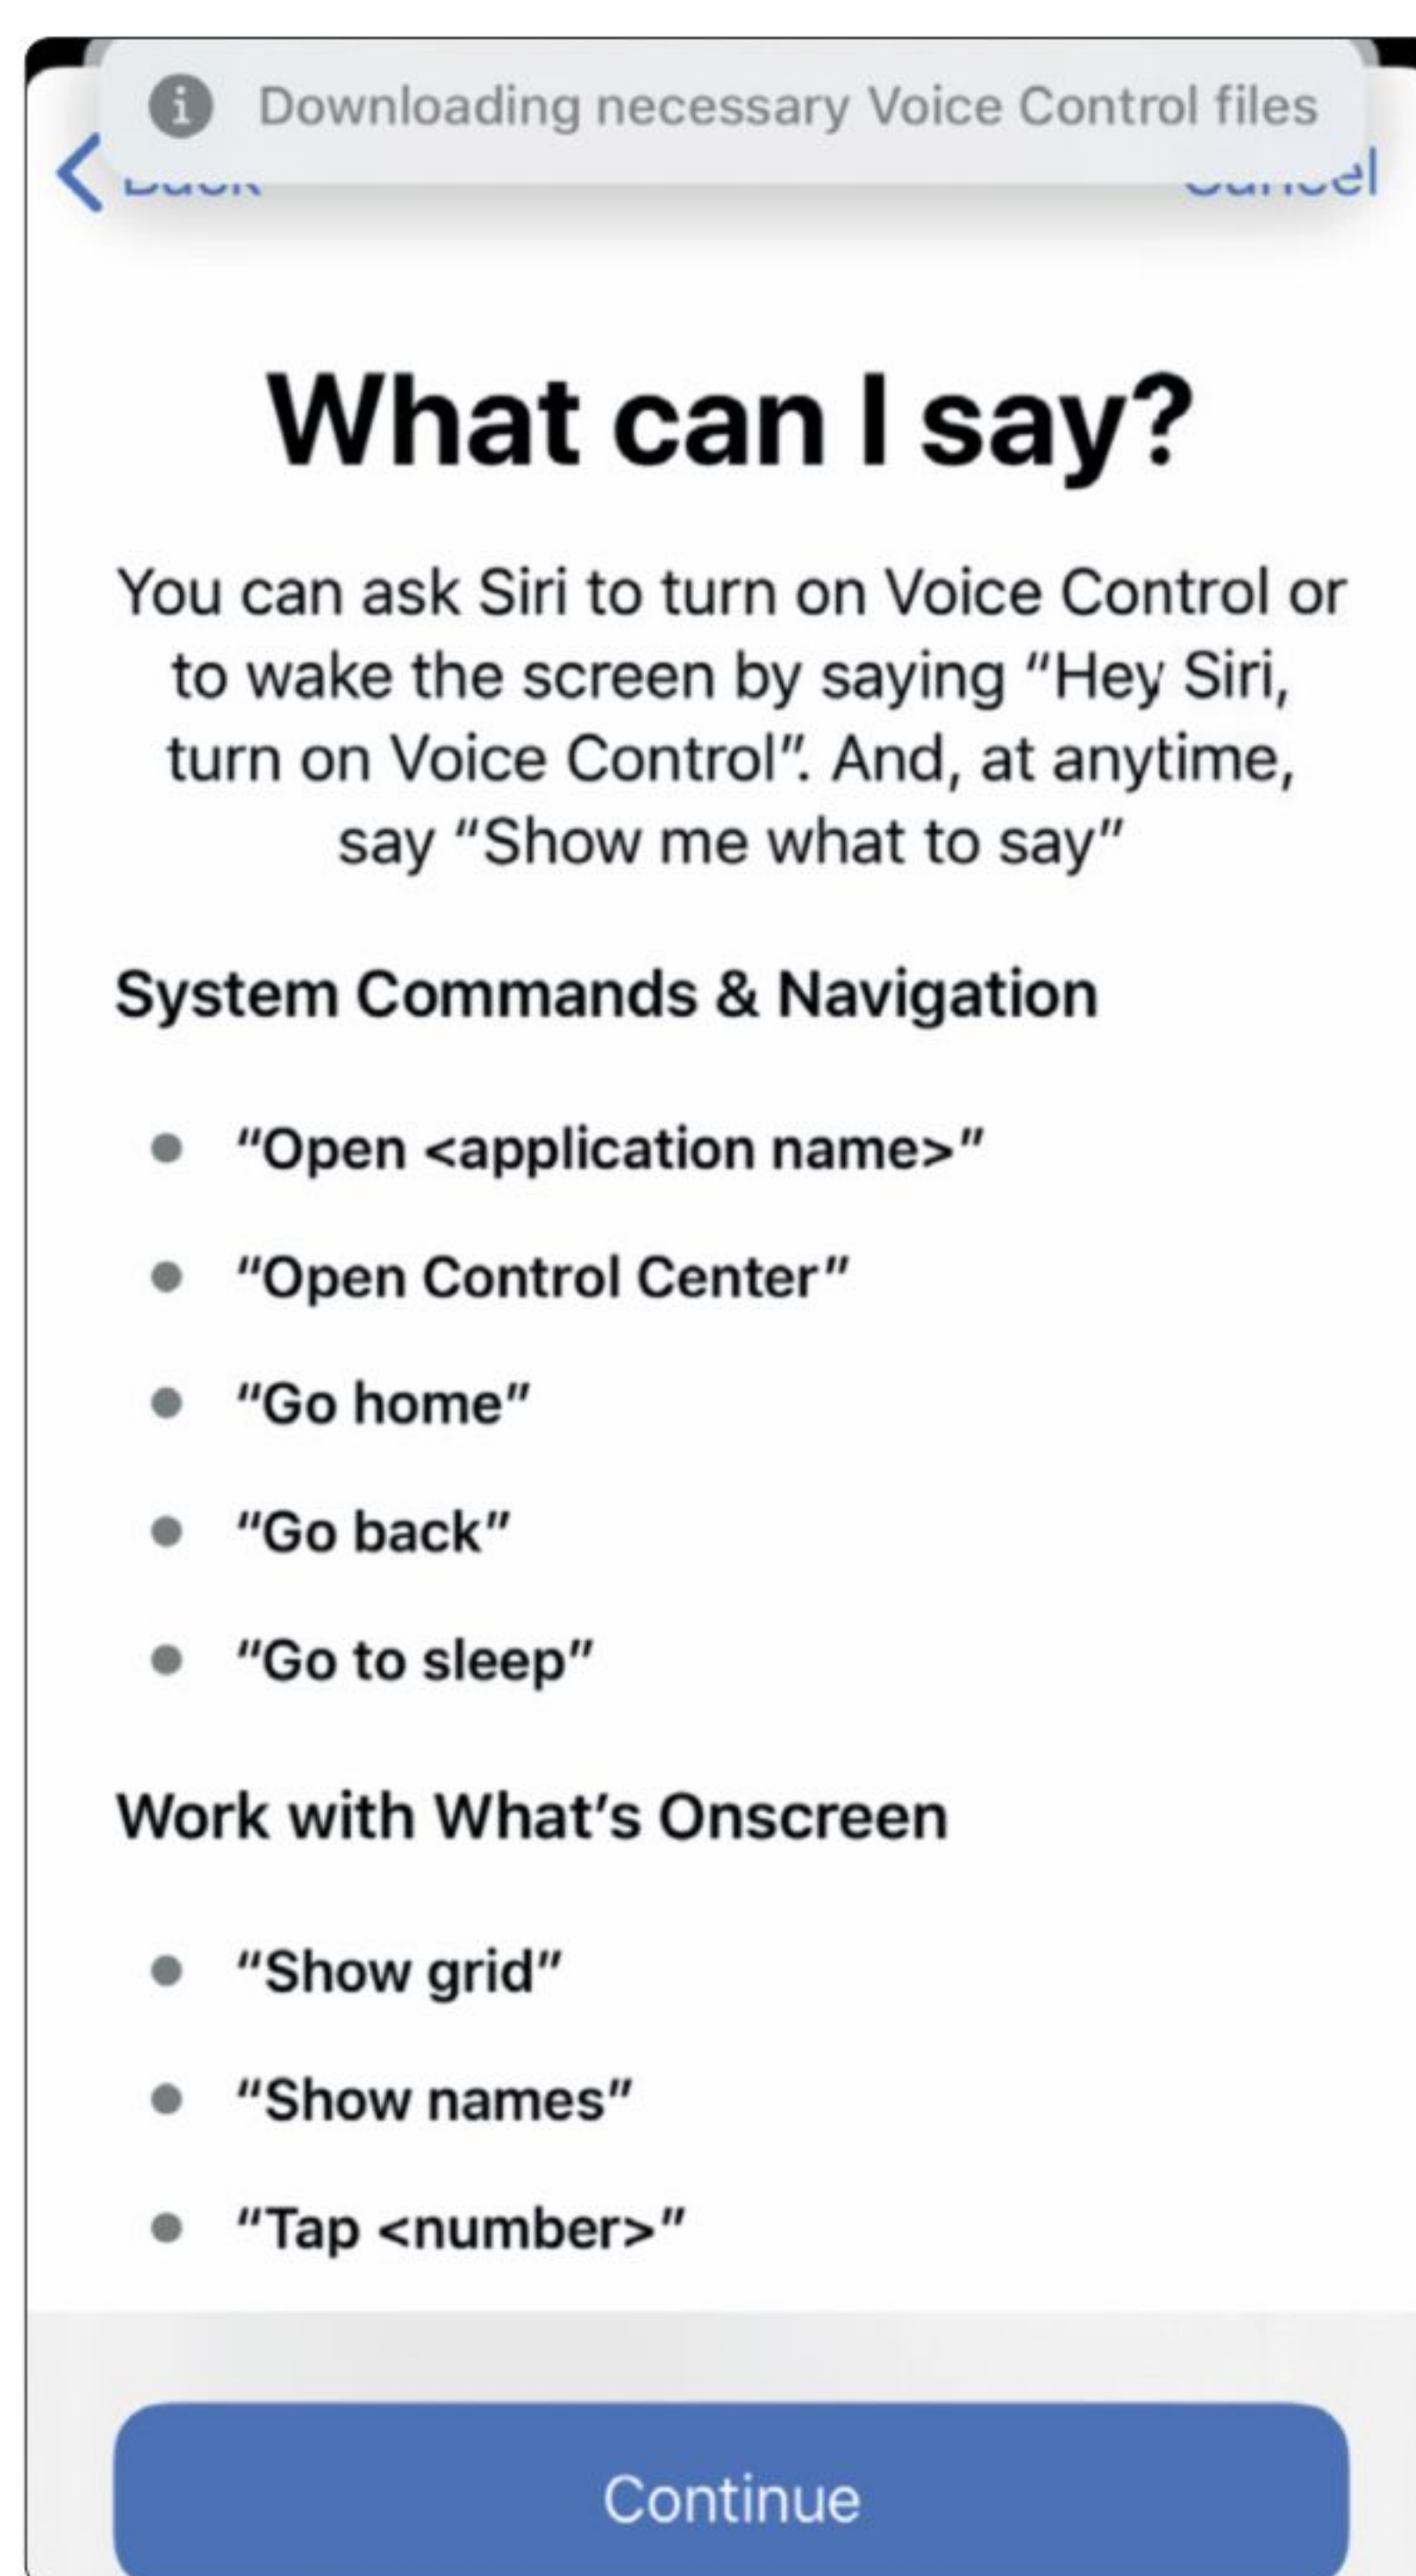 Downloading necessary Voice Control files
Back
Cancel
What can I say?
You can ask Siri to turn on Voice Control or
to wake the screen by saying “Hey Siri,
turn on Voice Control”. And, at anytime,
say “Show me what to say”
System Commands & Navigation
“Open <application name>”
“Open Control Center”
“Go home”
“Go back”
“Go to sleep”
Work with What’s Onscreen
“Show grid”
“Show names”
“Tap <number>”
Continue